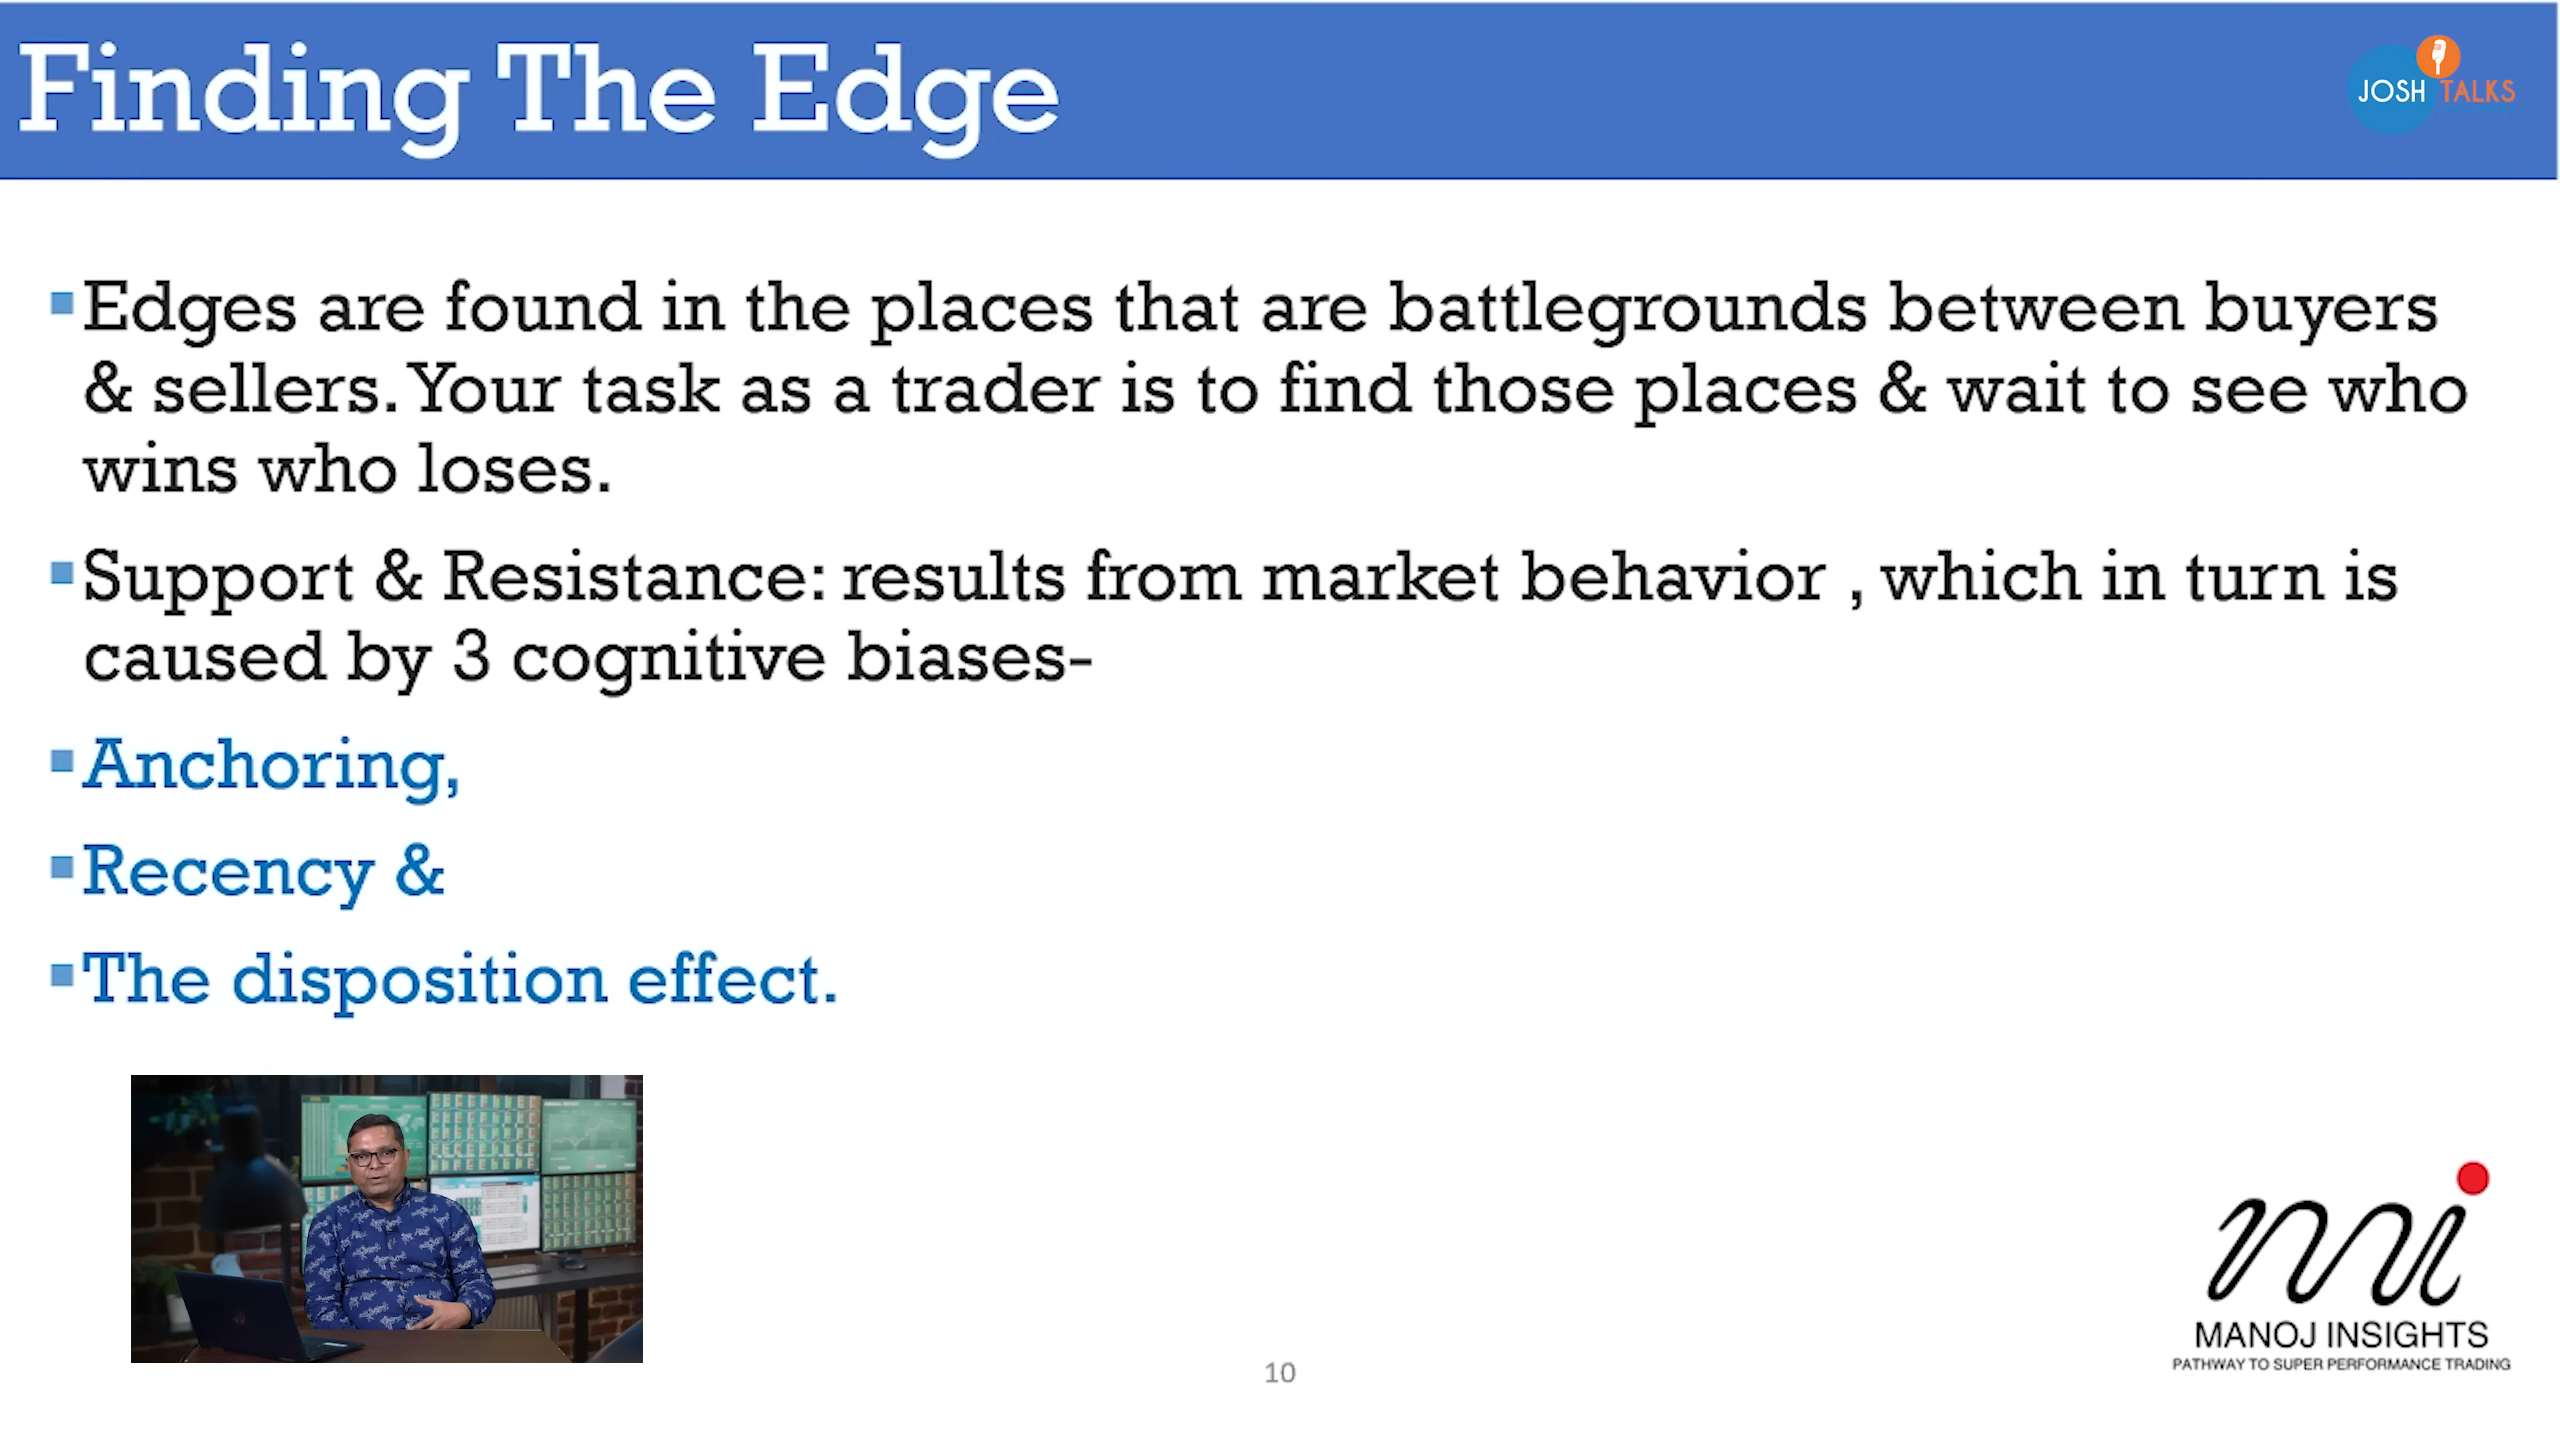 Finding The Edge
JOSH TALKS
Edges are found in the places that are battlegrounds between buyers
& sellers. Your task as a trader is to find those places & wait to see who
wins who loses.
Support & Resistance: results from market behavior , which in turn is
caused by 3 cognitive biases-
Anchoring,
Recency &
The disposition effect.
mi
MANOJ INSIGHTS
PATHWAY TO SUPER PERFORMANCE TRADING
10